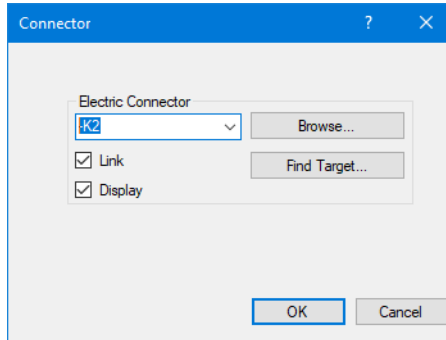 Connector
?
Electric Connector
-K2
Browse...
Link
Find Target...
Display
OK
Cancel